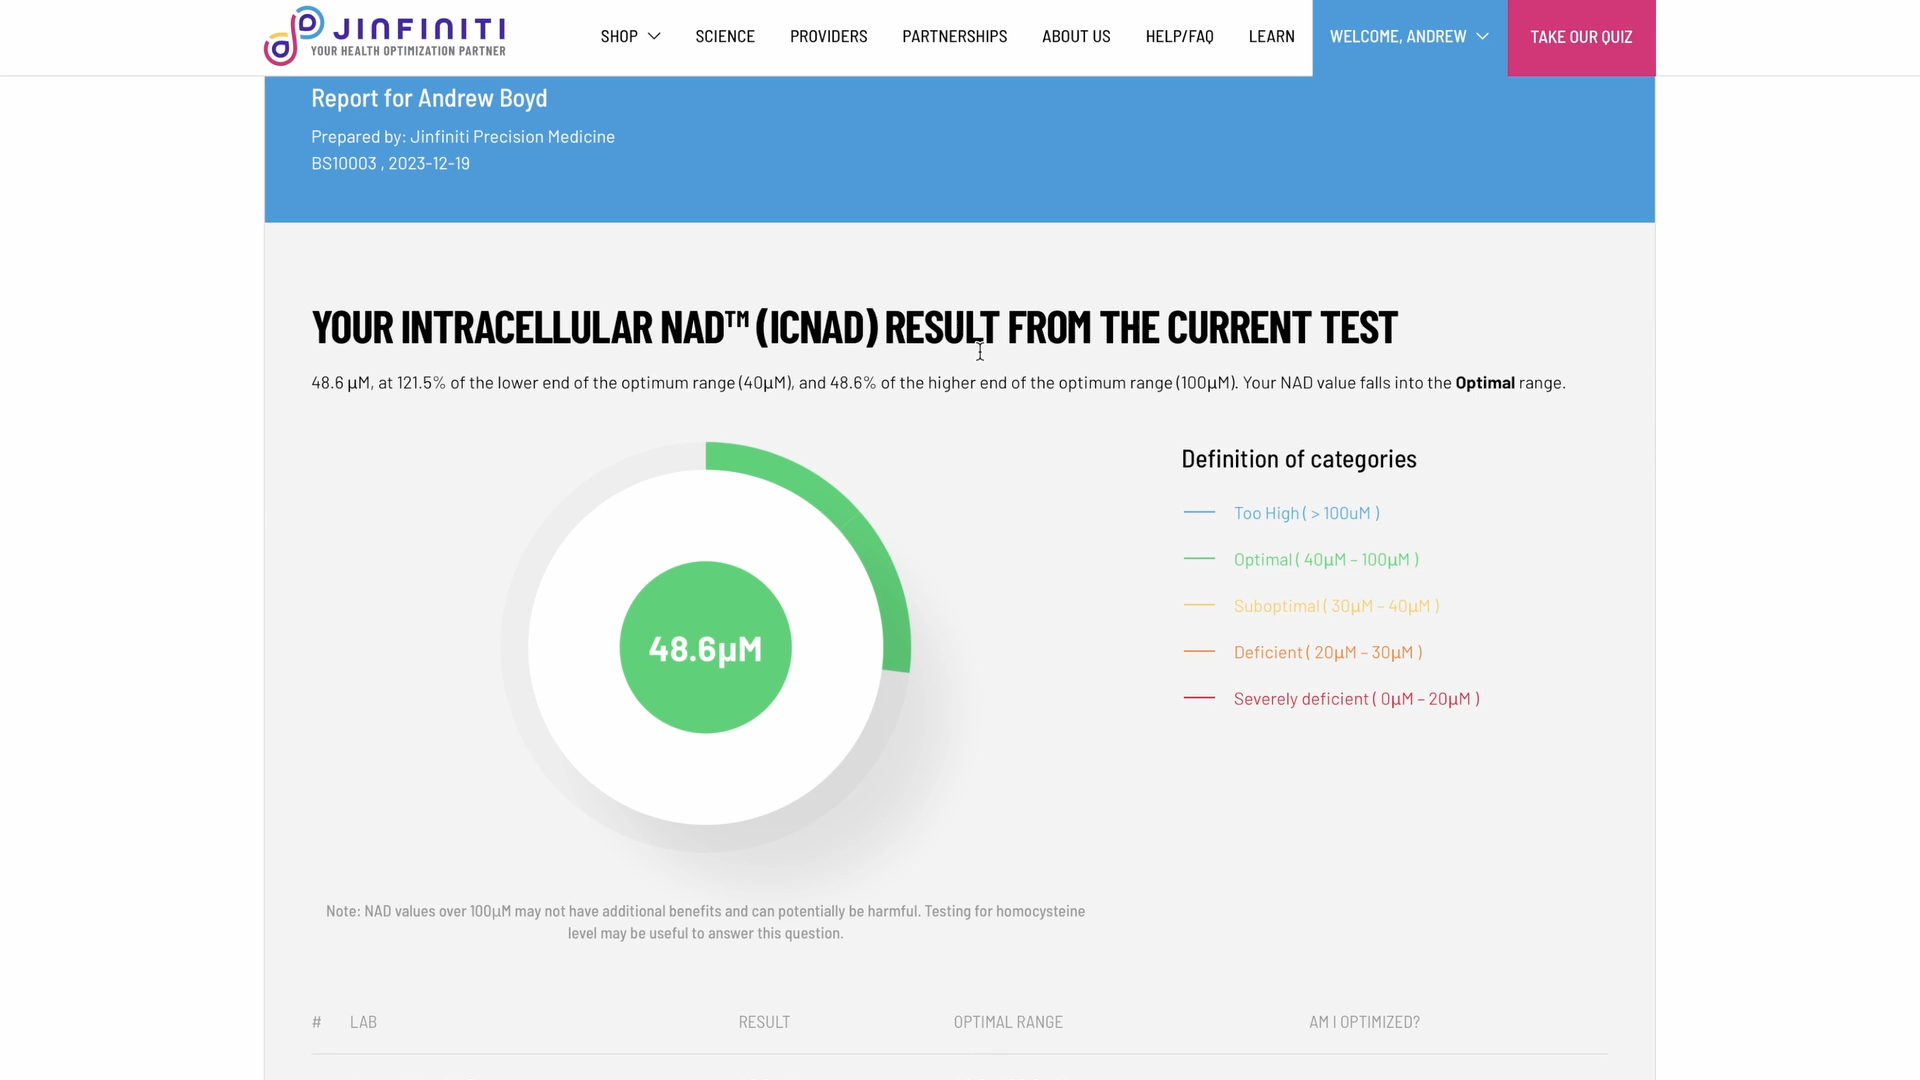 JINFINITI
YOUR HEALTH OPTIMIZATION PARTNER
SHOP
SCIENCE
PROVIDERS
PARTNERSHIPS
ABOUT US
HELP/FAQ
LEARN
WELCOME, ANDREW
TAKE OUR QUIZ
Report for Andrew Boyd
Prepared by: Jinfiniti Precision Medicine
BS10003 , 2023-12-19
YOUR INTRACELLULAR NAD™ (ICNAD) RESULT FROM THE CURRENT TEST
48.6 μM, at 121.5% of the lower end of the optimum range (40μM), and 48.6% of the higher end of the optimum range (100μM). Your NAD value falls into the Optimal range.
48.6μM
Definition of categories
Too High ( > 100uM )
Optimal ( 40μM – 100μM )
Suboptimal ( 30μM – 40μM )
Deficient ( 20μM – 30μM )
Severely deficient ( 0μM – 20μM )
Note: NAD values over 100μM may not have additional benefits and can potentially be harmful. Testing for homocysteine
level may be useful to answer this question.
# LAB RESULT OPTIMAL RANGE AM I OPTIMIZED?